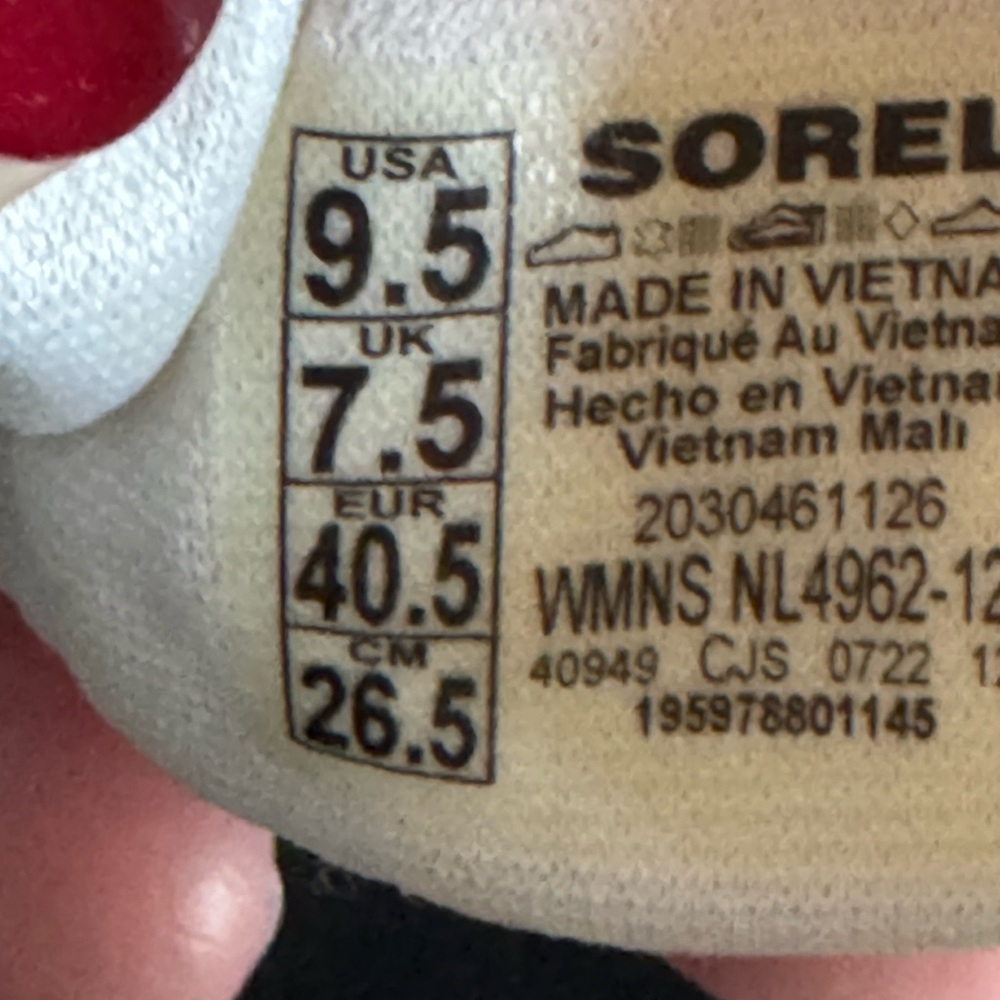 USA
9.5
UK
7.5
EUR
40.5
CM
26.5
SOREL
MADE IN VIETNA
Fabriqué Au Vietna
Hecho en Vietna
Vietnam Malı
2030461126
WMNS NL4962-12
40949 CJS 0722 12
195978801145